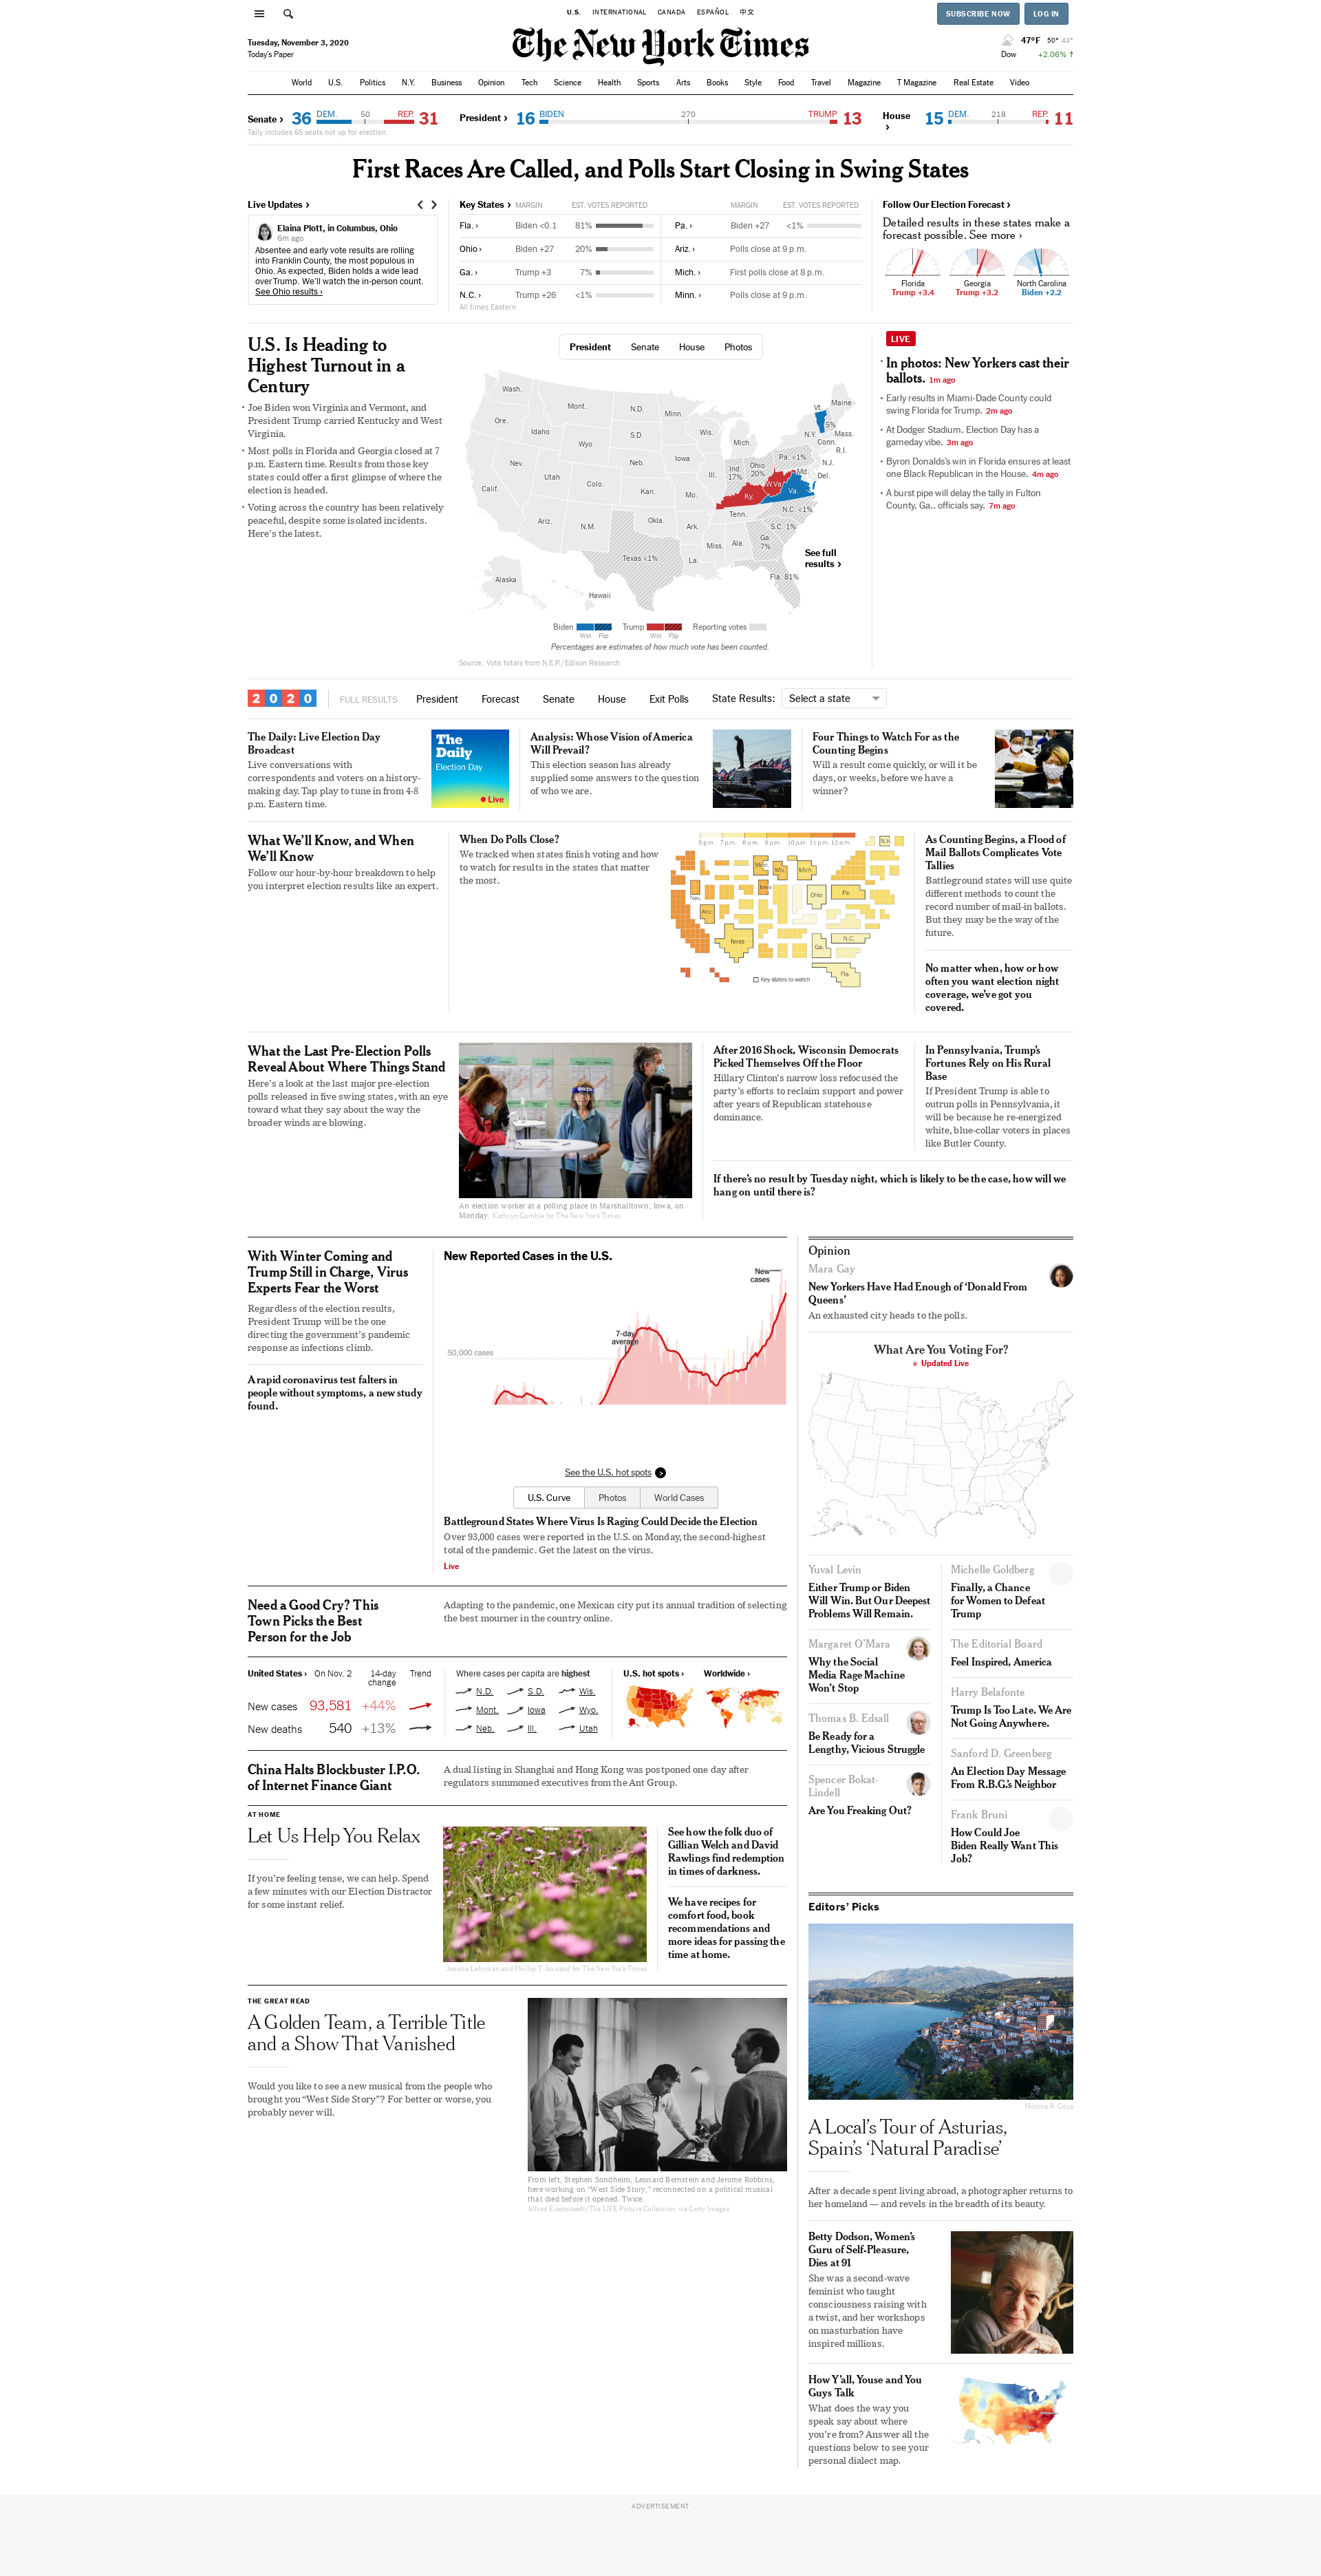 U.S. INTERNATIONAL CANADA ESPAÑOL 中文
SUBSCRIBE NOW LOG IN
Tuesday, November 3, 2020
Today's Paper
The New York Times
47°F 50° 43°
Dow +2.06% ↑
World U.S. Politics N.Y. Business Opinion Tech Science Health Sports Arts Books Style Food Travel Magazine T Magazine Real Estate Video
Senate › 36 DEM. 50 REP. 31
Tally includes 65 seats not up for election.
President › 16 BIDEN 270 TRUMP 13
House › 15 DEM. 218 REP. 11
First Races Are Called, and Polls Start Closing in Swing States
Live Updates ›
Elaina Plott, in Columbus, Ohio
6m ago
Absentee and early vote results are rolling
into Franklin County, the most populous in
Ohio. As expected, Biden holds a wide lead
over Trump. We'll watch the in-person count.
See Ohio results ›
Key States › MARGIN EST. VOTES REPORTED MARGIN EST. VOTES REPORTED
Fla. › Biden <0.1 81% Pa. › Biden +27 <1%
Ohio › Biden +27 20% Ariz. › Polls close at 9 p.m.
Ga. › Trump +3 7% Mich. › First polls close at 8 p.m.
N.C. › Trump +26 <1% Minn. › Polls close at 9 p.m.
All times Eastern
Follow Our Election Forecast ›
Detailed results in these states make a
forecast possible. See more ›
Florida Georgia North Carolina
Trump +3.4 Trump +3.2 Biden +2.2
U.S. Is Heading to
Highest Turnout in a
Century
• Joe Biden won Virginia and Vermont, and
President Trump carried Kentucky and West
Virginia.
• Most polls in Florida and Georgia closed at 7
p.m. Eastern time. Results from those key
states could offer a first glimpse of where the
election is headed.
• Voting across the country has been relatively
peaceful, despite some isolated incidents.
Here's the latest.
President Senate House Photos
Wash.
Ore.
Calif.
Nev.
Idaho
Mont.
Wyo.
Utah
Ariz.
Colo.
N.M.
N.D.
S.D.
Neb.
Kan.
Okla.
Texas <1%
Minn.
Iowa
Mo.
Ark.
La.
Wis.
Ill.
Mich.
Ind.
17%
Ohio
20%
Ky.
Tenn.
Miss.
Ala.
Ga.
7%
Fla. 81%
S.C. 1%
N.C. <1%
Va.
W.Va.
Pa. <1%
Md.
Del.
N.J.
N.Y.
Conn.
R.I.
Mass.
Vt.
5%
Maine
Alaska
Hawaii
See full
results ›
Biden Trump Reporting votes
Win Flip Win Flip
Percentages are estimates of how much vote has been counted.
Source: Vote totals from N.E.P./Edison Research
LIVE
• In photos: New Yorkers cast their
ballots. 1m ago
• Early results in Miami-Dade County could
swing Florida for Trump. 2m ago
• At Dodger Stadium, Election Day has a
gameday vibe. 3m ago
• Byron Donalds's win in Florida ensures at least
one Black Republican in the House. 4m ago
• A burst pipe will delay the tally in Fulton
County, Ga., officials say. 7m ago
2020 FULL RESULTS President Forecast Senate House Exit Polls State Results: Select a state
The Daily: Live Election Day
Broadcast
Live conversations with
correspondents and voters on a history-
making day. Tap play to tune in from 4-8
p.m. Eastern time.
The
Daily
Election Day
Live
Analysis: Whose Vision of America
Will Prevail?
This election season has already
supplied some answers to the question
of who we are.
Four Things to Watch For as the
Counting Begins
Will a result come quickly, or will it be
days, or weeks, before we have a
winner?
What We'll Know, and When
We'll Know
Follow our hour-by-hour breakdown to help
you interpret election results like an expert.
When Do Polls Close?
We tracked when states finish voting and how
to watch for results in the states that matter
the most.
6 p.m. 7 p.m. 8 p.m. 9 p.m. 10 p.m. 11 p.m. 12 a.m.
N.H.
Minn.
Wis.
Mich.
Nev.
Iowa
Ohio
Pa.
Ariz.
N.C.
Texas
Ga.
Fla.
Key states to watch
As Counting Begins, a Flood of
Mail Ballots Complicates Vote
Tallies
Battleground states will use quite
different methods to count the
record number of mail-in ballots.
But they may be the way of the
future.
No matter when, how or how
often you want election night
coverage, we've got you
covered.
What the Last Pre-Election Polls
Reveal About Where Things Stand
Here's a look at the last major pre-election
polls released in five swing states, with an eye
toward what they say about the way the
broader winds are blowing.
An election worker at a polling place in Marshalltown, Iowa, on
Monday. Kathryn Gamble for The New York Times
After 2016 Shock, Wisconsin Democrats
Picked Themselves Off the Floor
Hillary Clinton's narrow loss refocused the
party's efforts to reclaim support and power
after years of Republican statehouse
dominance.
In Pennsylvania, Trump's
Fortunes Rely on His Rural
Base
If President Trump is able to
outrun polls in Pennsylvania, it
will be because he re-energized
white, blue-collar voters in places
like Butler County.
If there's no result by Tuesday night, which is likely to be the case, how will we
hang on until there is?
With Winter Coming and
Trump Still in Charge, Virus
Experts Fear the Worst
Regardless of the election results,
President Trump will be the one
directing the government's pandemic
response as infections climb.
A rapid coronavirus test falters in
people without symptoms, a new study
found.
New Reported Cases in the U.S.
New
cases
7-day
average
50,000 cases
See the U.S. hot spots >
U.S. Curve Photos World Cases
Battleground States Where Virus Is Raging Could Decide the Election
Over 93,000 cases were reported in the U.S. on Monday, the second-highest
total of the pandemic. Get the latest on the virus.
Live
Need a Good Cry? This
Town Picks the Best
Person for the Job
Adapting to the pandemic, one Mexican city put its annual tradition of selecting
the best mourner in the country online.
United States › On Nov. 2 14-day
change Trend
New cases 93,581 +44%
New deaths 540 +13%
Where cases per capita are highest
N.D. S.D. Wis.
Mont. Iowa Wyo.
Neb. Ill. Utah
U.S. hot spots › Worldwide ›
China Halts Blockbuster I.P.O.
of Internet Finance Giant
A dual listing in Shanghai and Hong Kong was postponed one day after
regulators summoned executives from the Ant Group.
AT HOME
Let Us Help You Relax
If you're feeling tense, we can help. Spend
a few minutes with our Election Distractor
for some instant relief.
Jessica Lehrman and Phillip T. Annand for The New York Times
See how the folk duo of
Gillian Welch and David
Rawlings find redemption
in times of darkness.
We have recipes for
comfort food, book
recommendations and
more ideas for passing the
time at home.
THE GREAT READ
A Golden Team, a Terrible Title
and a Show That Vanished
Would you like to see a new musical from the people who
brought you “West Side Story”? For better or worse, you
probably never will.
From left, Stephen Sondheim, Leonard Bernstein and Jerome Robbins,
here working on “West Side Story,” reconnected on a political musical
that died before it opened. Twice.
Alfred Eisenstaedt/The LIFE Picture Collection, via Getty Images
Opinion
Mara Gay
New Yorkers Have Had Enough of ‘Donald From
Queens’
An exhausted city heads to the polls.
What Are You Voting For?
Updated Live
Yuval Levin
Either Trump or Biden
Will Win. But Our Deepest
Problems Will Remain.
Margaret O'Mara
Why the Social
Media Rage Machine
Won't Stop
Thomas B. Edsall
Be Ready for a
Lengthy, Vicious Struggle
Spencer Bokat-
Lindell
Are You Freaking Out?
Michelle Goldberg
Finally, a Chance
for Women to Defeat
Trump
The Editorial Board
Feel Inspired, America
Harry Belafonte
Trump Is Too Late. We Are
Not Going Anywhere.
Sanford D. Greenberg
An Election Day Message
From R.B.G.'s Neighbor
Frank Bruni
How Could Joe
Biden Really Want This
Job?
Editors' Picks
Mónica R. Goya
A Local's Tour of Asturias,
Spain's ‘Natural Paradise’
After a decade spent living abroad, a photographer returns to
her homeland — and revels in the breadth of its beauty.
Betty Dodson, Women's
Guru of Self-Pleasure,
Dies at 91
She was a second-wave
feminist who taught
consciousness raising with
a twist, and her workshops
on masturbation have
inspired millions.
How Y'all, Youse and You
Guys Talk
What does the way you
speak say about where
you're from? Answer all the
questions below to see your
personal dialect map.
ADVERTISEMENT